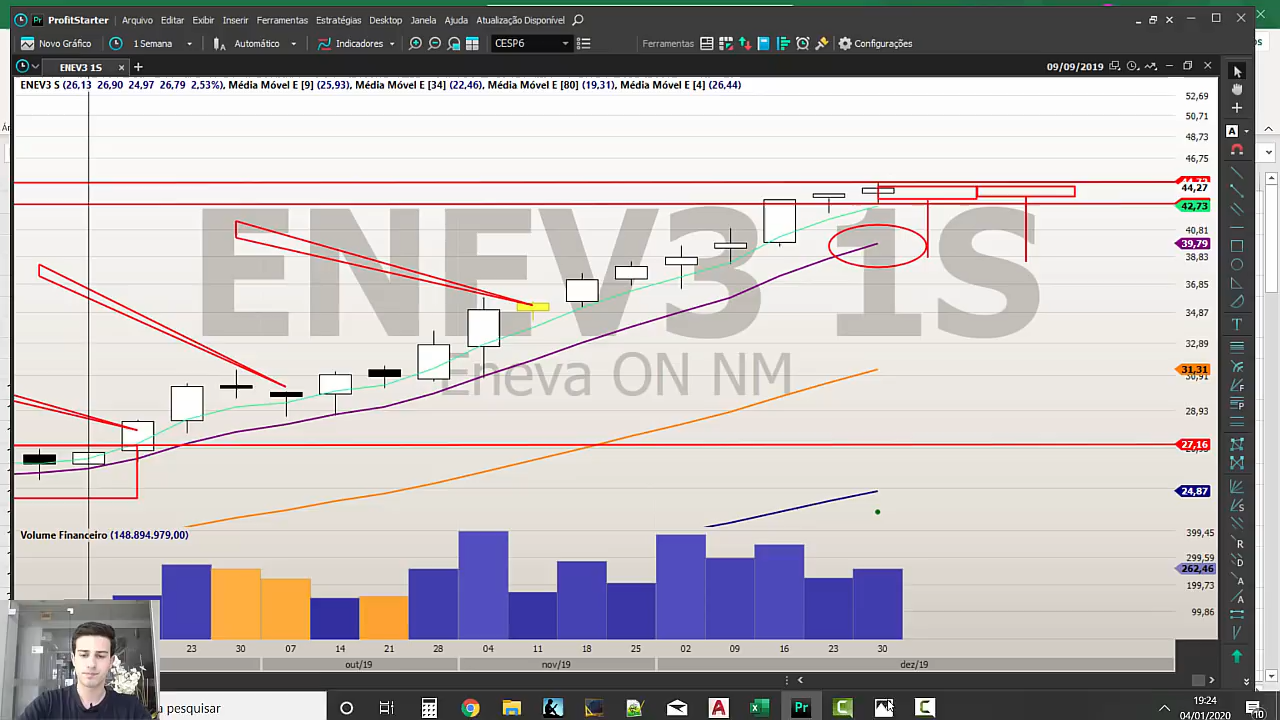 ProfitStarter Arquivo Editar Exibir Inserir Ferramentas Estratégias Desktop Janela Ajuda Atualização Disponível
Novo Gráfico 1 Semana Automático Indicadores CESP6 Ferramentas Configurações
ENEV3 1S 09/09/2019
ENEV3 S (26,13 26,90 24,97 26,79 2,53%), Média Móvel E [9] (25,93), Média Móvel E [34] (22,46), Média Móvel E [80] (19,31), Média Móvel E [4] (26,44)
52,69
50,71
48,73
46,75
44,27
42,73
40,81
39,79
38,83
36,85
34,87
32,89
31,31
30,91
28,93
27,16
24,87
ENEV3 1S
Eneva ON NM
Volume Financeiro (148.894.979,00)
399,45
299,59
262,46
199,73
99,86
23 30 07 14 21 28 04 11 18 25 02 09 16 23 30
out/19 nov/19 dez/19
a pesquisar
19:24
04/01/2020
10